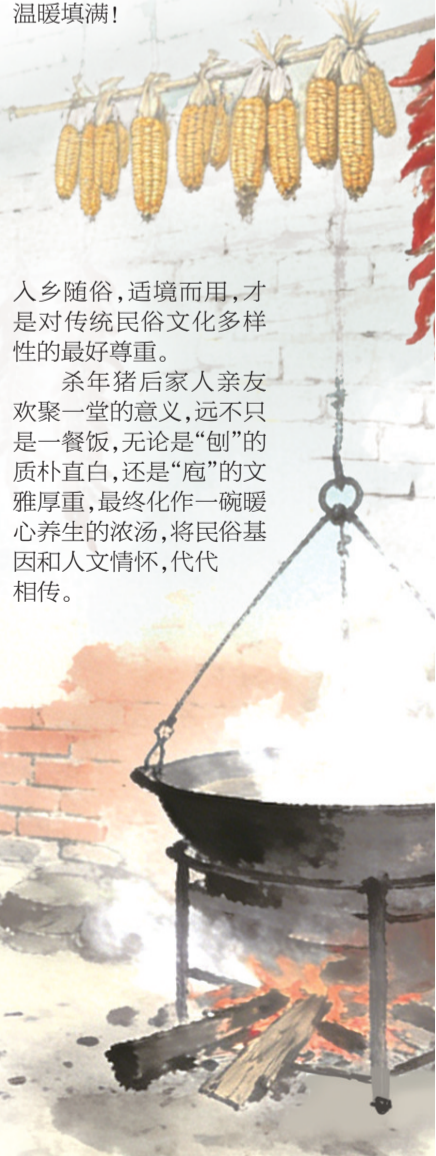 温暖填满！
入乡随俗，适境而用，才
是对传统民俗文化多样
性的最好尊重。
杀年猪后家人亲友
欢聚一堂的意义，远不只
是一餐饭，无论是“刨”的
质朴直白，还是“庖”的文
雅厚重，最终化作一碗暖
心养生的浓汤，将民俗基
因和人文情怀，代代
相传。